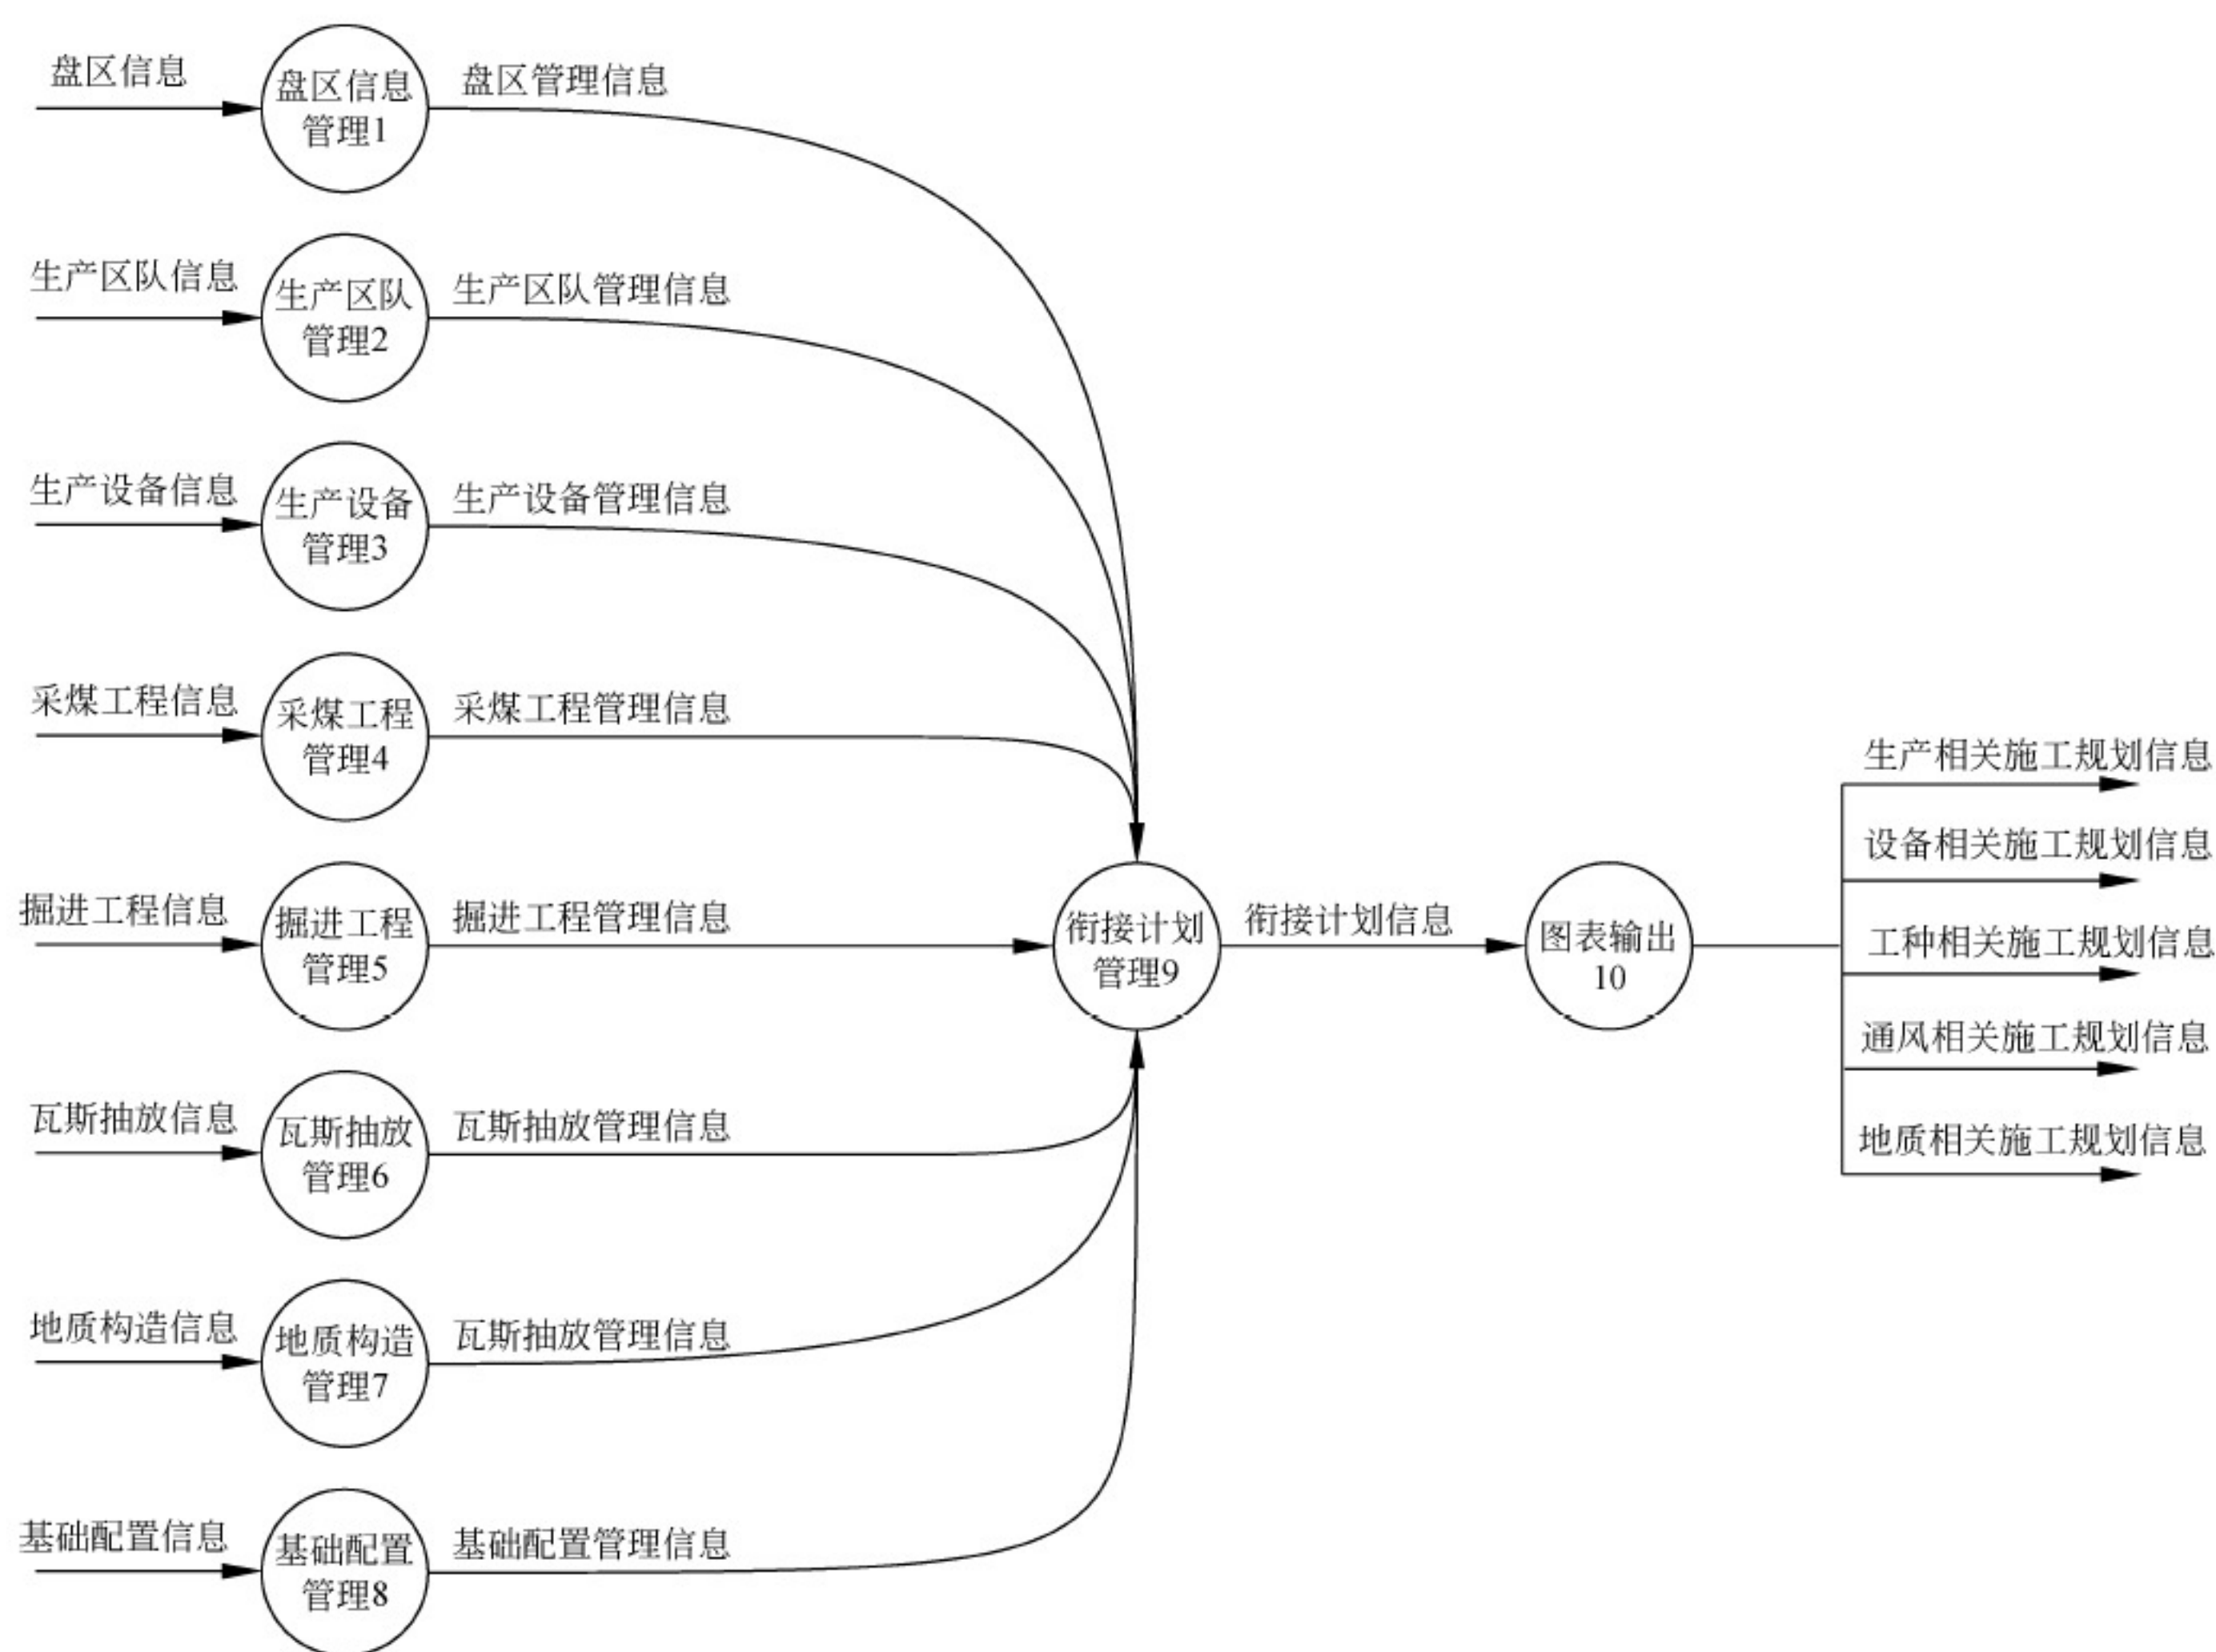 盘区信息
盘区信息
管理1
盘区管理信息
生产区队信息
生产区队
管理2
生产区队管理信息
生产设备信息
生产设备
管理3
生产设备管理信息
采煤工程信息
采煤工程
管理4
采煤工程管理信息
掘进工程信息
掘进工程
管理5
掘进工程管理信息
瓦斯抽放信息
瓦斯抽放
管理6
瓦斯抽放管理信息
地质构造信息
地质构造
管理7
瓦斯抽放管理信息
基础配置信息
基础配置
管理8
基础配置管理信息
衔接计划
管理9
衔接计划信息
图表输出
10
生产相关施工规划信息
设备相关施工规划信息
工种相关施工规划信息
通风相关施工规划信息
地质相关施工规划信息